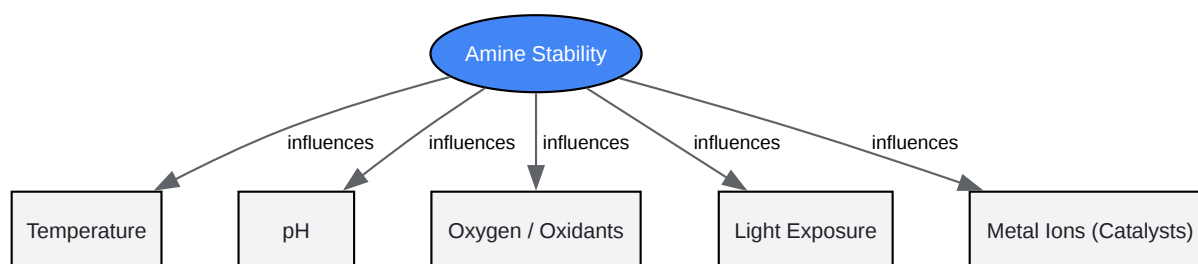 Amine Stability
influences
influences
influences
influences
influences
Temperature
pH
Oxygen / Oxidants
Light Exposure
Metal Ions (Catalysts)